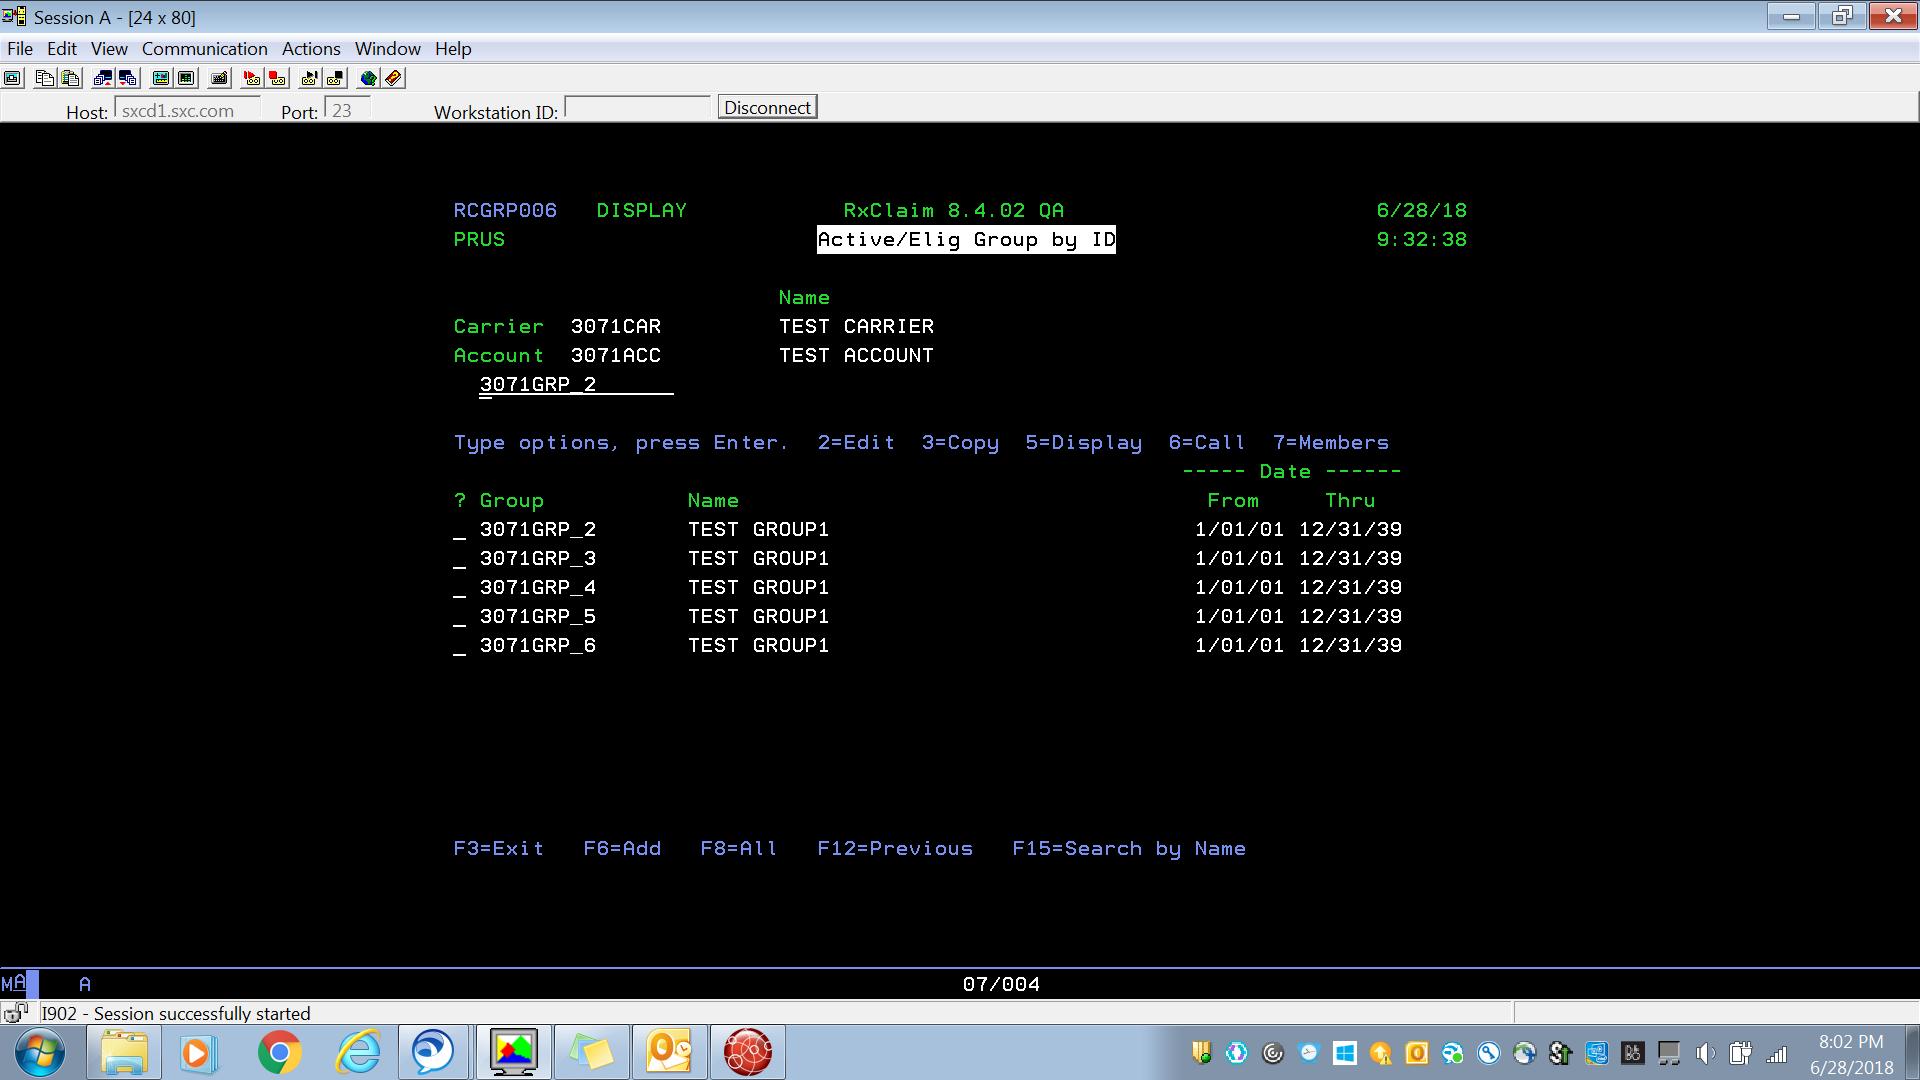 Session A - [24 x 80]
File Edit View Communication Actions Window Help
Host: sxcd1.sxc.com Port: 23 Workstation ID: Disconnect
RCGRP006 DISPLAY RxClaim 8.4.02 QA 6/28/18
PRUS Active/Elig Group by ID 9:32:38
Name
Carrier 3071CAR TEST CARRIER
Account 3071ACC TEST ACCOUNT
3071GRP_2
Type options, press Enter. 2=Edit 3=Copy 5=Display 6=Call 7=Members
----- Date ------
? Group Name From Thru
_ 3071GRP_2 TEST GROUP1 1/01/01 12/31/39
_ 3071GRP_3 TEST GROUP1 1/01/01 12/31/39
_ 3071GRP_4 TEST GROUP1 1/01/01 12/31/39
_ 3071GRP_5 TEST GROUP1 1/01/01 12/31/39
_ 3071GRP_6 TEST GROUP1 1/01/01 12/31/39
F3=Exit F6=Add F8=All F12=Previous F15=Search by Name
MA A 07/004
I902 - Session successfully started
8:02 PM
6/28/2018